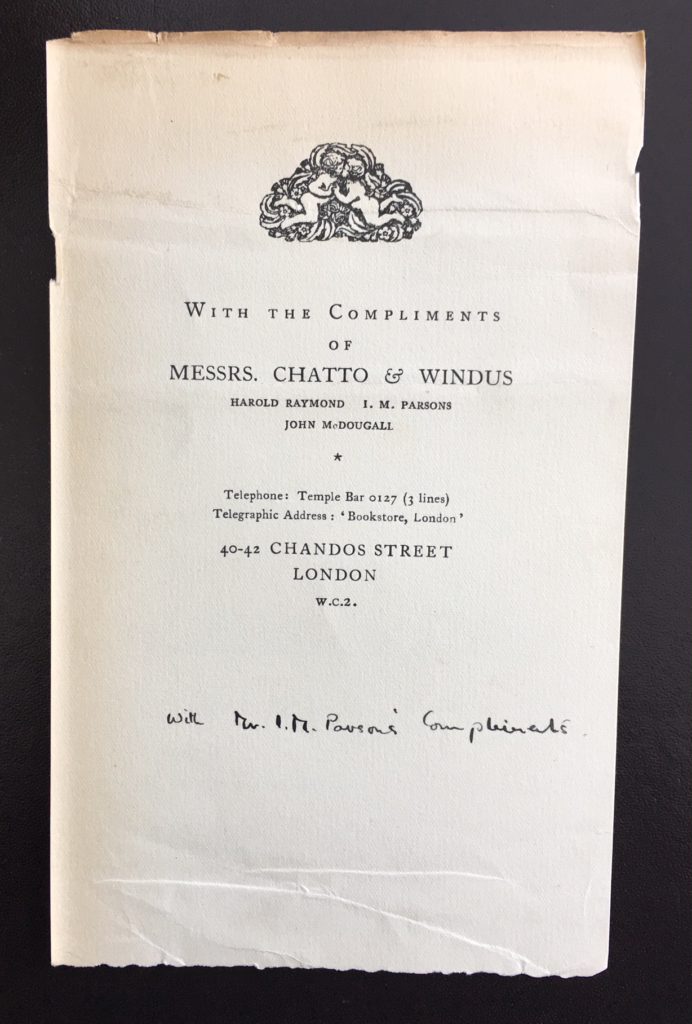 With the Compliments
of
MESSRS. CHATTO & WINDUS
HAROLD RAYMOND I. M. PARSONS
JOHN McDOUGALL
*
Telephone: Temple Bar 0127 (3 lines)
Telegraphic Address: ‘Bookstore, London’
40-42 CHANDOS STREET
LONDON
W.C.2.
With Mr. I.M. Parsons' Compliments.